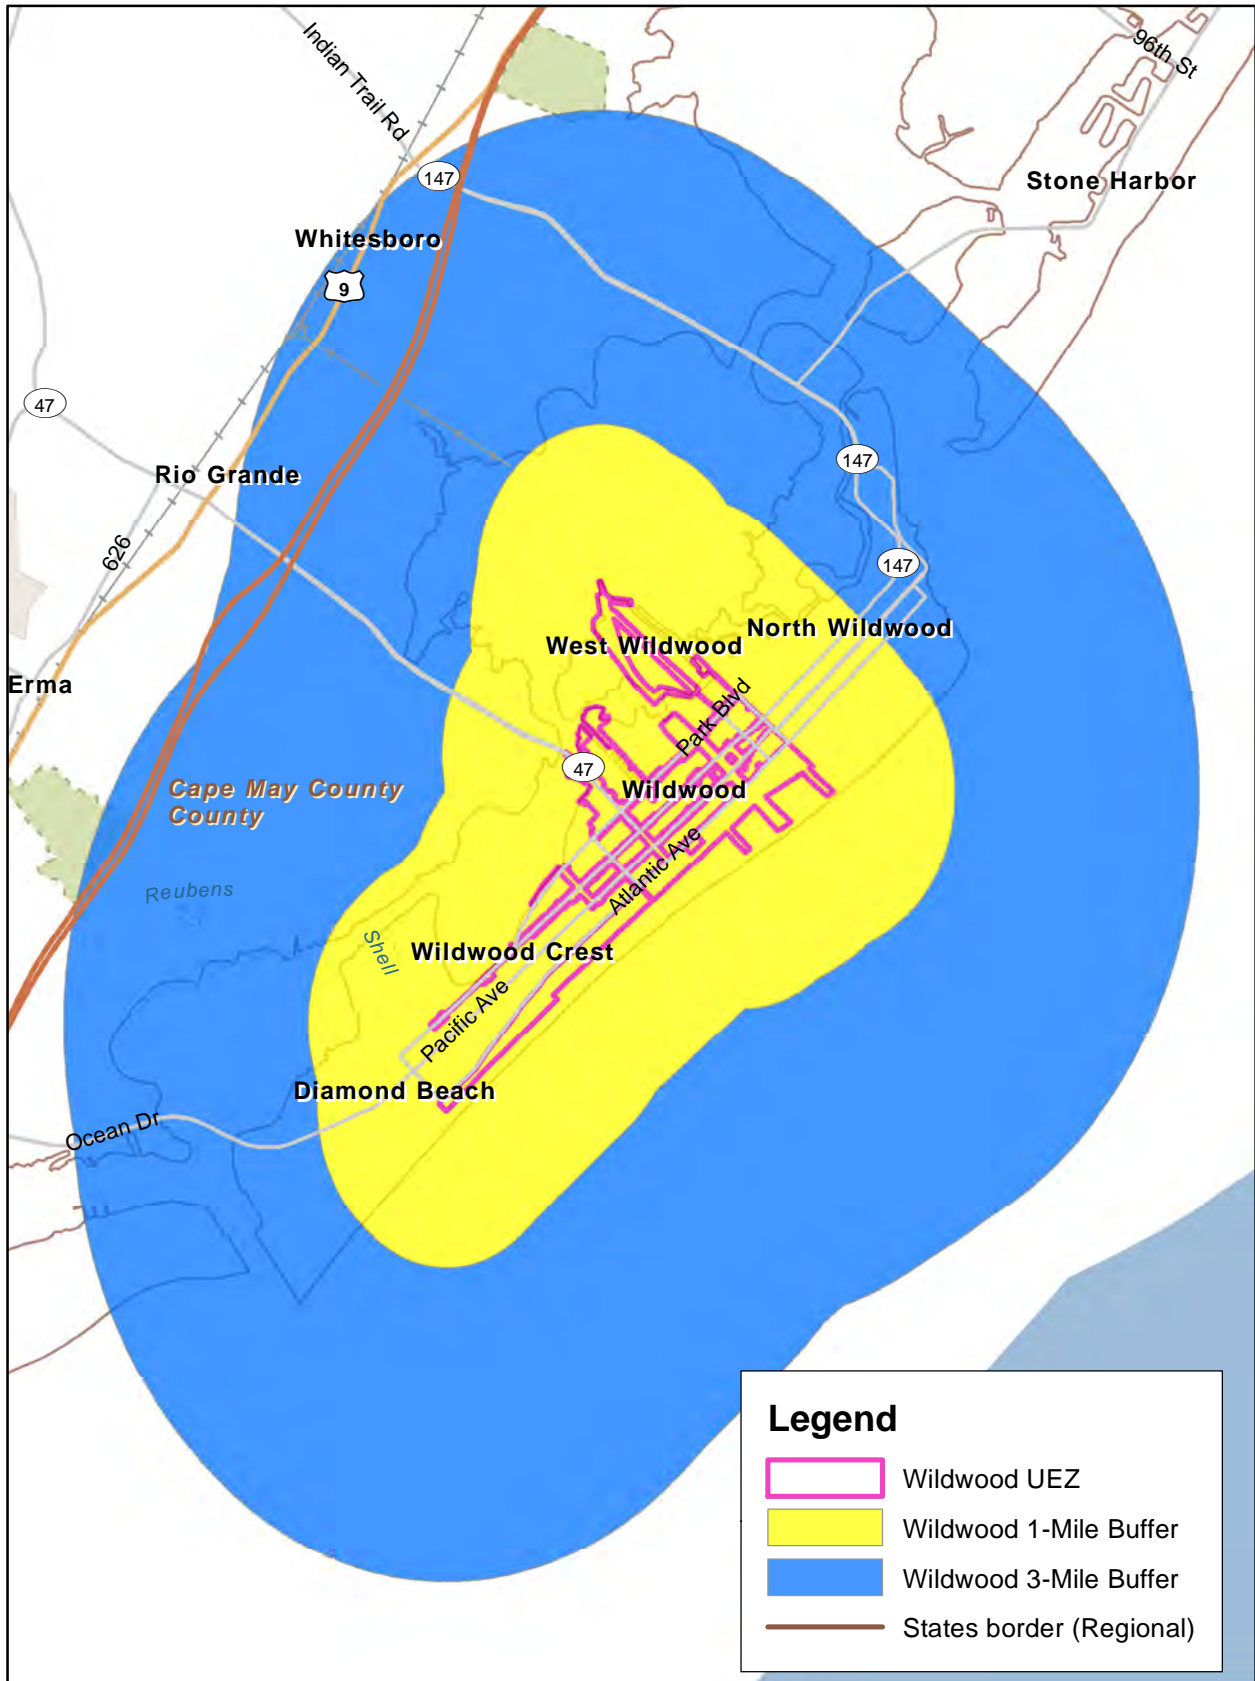 Indian Trail Rd
96th St
147
Stone Harbor
Whitesboro
9
47
147
Rio Grande
626
147
North Wildwood
West Wildwood
Erma
Park Blvd
47
Cape May County
County
Wildwood
Reubens
Atlantic Ave
Shell
Wildwood Crest
Pacific Ave
Diamond Beach
Ocean Dr
Legend
Wildwood UEZ
Wildwood 1-Mile Buffer
Wildwood 3-Mile Buffer
States border (Regional)